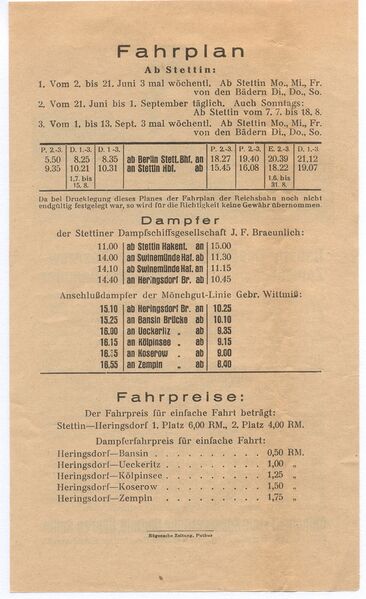 Fahrplan
Ab Stettin:
1. Vom 2. bis 21. Juni 3 mal wöchentl. Ab Stettin Mo., Mi., Fr.
von den Bädern Di., Do., So.
2. Vom 21. Juni bis 1. September täglich. Auch Sonntags:
Ab Stettin vom 7. 7. bis 18, 8.
3. Vom 1. bis 13. Sept. 3 mal wöchentl. Ab Stettin Mo., Mi., Fr.
von den Bädern Di., Do., So.
P. 2.-3. D. 1.-3. D. 1.-3. P. 2.-3. P. 2.-3. E. 2.-3. D. 1.-3.
5.50 8.25 8.35 ab Berlin Stett. Bhf. an 18.27 19.40 20.39 21.12
9.35 10.21 10.31 an Stettin Hbf. ab 15.45 16.08 18.22 19.07
1.7. bis 15. 8. 1.6. bis 31. 8.
Da bei Drucklegung dieses Planes der Fahrplan der Reichsbahn noch nicht
endgültig festgelegt war, so wird für die Richtigkeit keine Gewähr übernommen.
Dampfer
der Stettiner Dampfschiffsgesellschaft J. F. Braeunlich:
11.00 ab Stettin Hakent. an 15.00
14.00 an Swinemünde Haf. ab 11.30
14.10 ab Swinemünde Haf. an 11.15
14.40 an Heringsdorf Br. ab 10.45
Anschlußdampfer der Mönchgut-Linie Gebr. Wittmiß:
15.10 ab Heringsdorf Br. an 10.25
15.25 an Bansin Brücke ab 10.10
16.00 an Ueckeritz „ ab 9.35
16.15 an Kölpinsee „ ab 9.15
an Koserow „ ab 9.00
16.55 an Zempin „ ab 8.40
Fahrpreise:
Der Fahrpreis für einfache Fahrt beträgt:
Stettin—Heringsdorf 1. Platz 6,00 RM., 2. Platz 4,00 RM.
Dampferfahrpreis für einfache Fahrt:
Heringsdorf—Bansin . . . . . . . . . 0,50 RM.
Heringsdorf—Ueckeritz . . . . . . . . 1,00 „
Heringsdorf—Kölpinsee . . . . . . . . 1,25 „
Heringsdorf—Koserow . . . . . . . . 1,50 „
Heringsdorf—Zempin . . . . . . . . 1,75 „
Rügensche Zeitung, Putbus